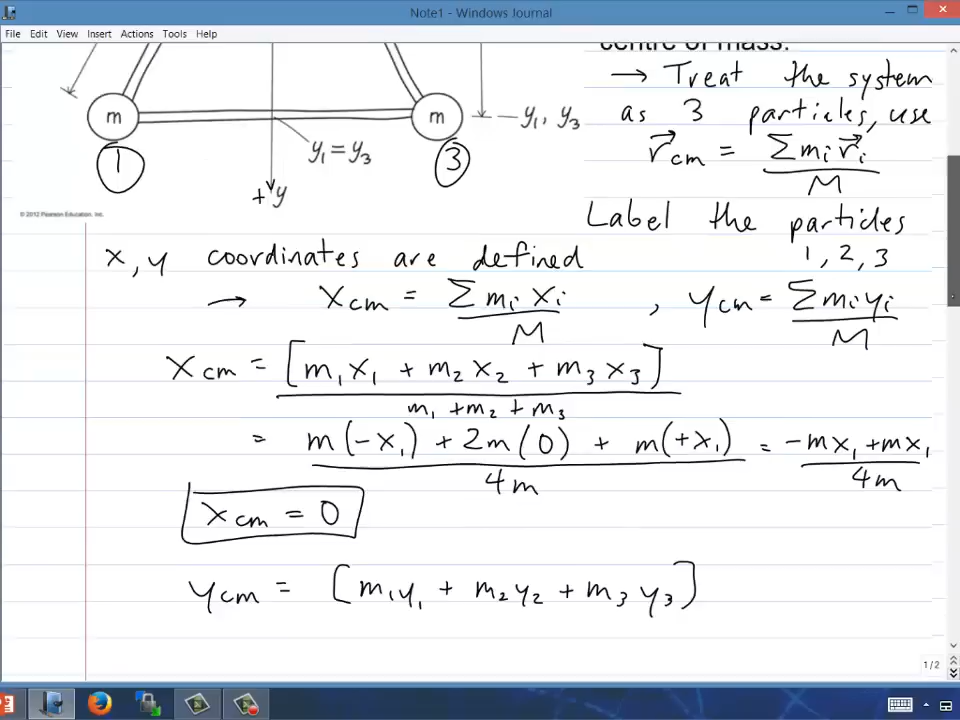 Note1 - Windows Journal
File Edit View Insert Actions Tools Help
centre of mass.
→ Treat the system
as 3 particles, use
r⃗cm = Σmir⃗i / M
Label the particles
1, 2, 3
m
m
1
3
y1 = y3
y1, y3
+y
© 2012 Pearson Education, Inc.
x, y coordinates are defined
→ Xcm = Σmixi / M , ycm = Σmiyi / M
Xcm = [m1x1 + m2x2 + m3x3] / m1 + m2 + m3
= m(-x1) + 2m(0) + m(+x1) / 4m = -mx1 + mx1 / 4m
Xcm = 0
ycm = [m1y1 + m2y2 + m3y3]
1/2